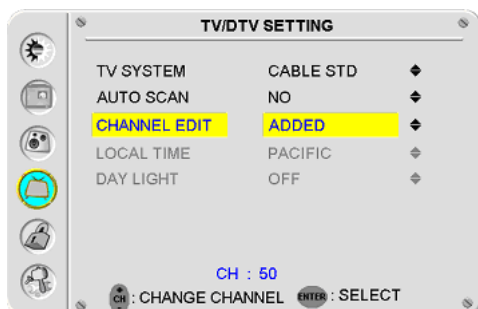 TV/DTV SETTING
TV SYSTEM CABLE STD
AUTO SCAN NO
CHANNEL EDIT ADDED
LOCAL TIME PACIFIC
DAY LIGHT OFF
CH : 50
CH : CHANGE CHANNEL ENTER : SELECT